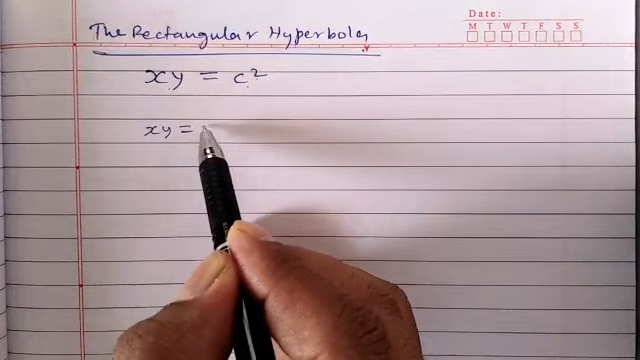 Date:
M T W T F S S
The Rectangular Hyperbola
xy = c²
xy =